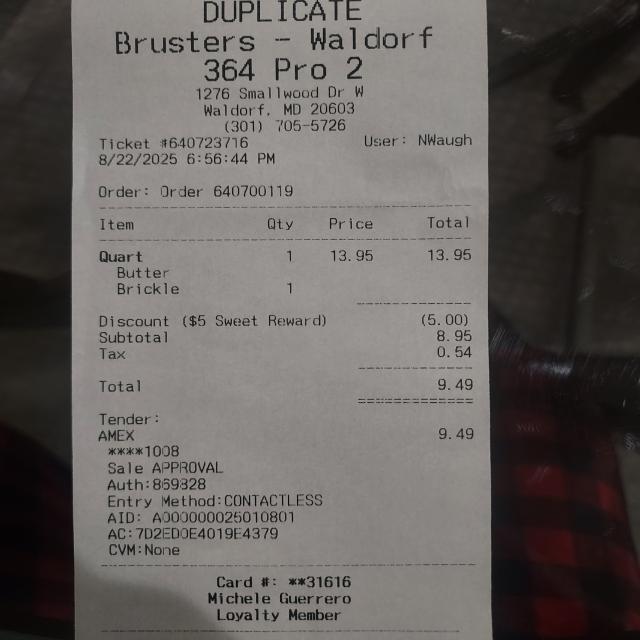 DUPLICATE
Brusters - Waldorf
364 Pro 2
1276 Smallwood Dr W
Waldorf, MD 20603
(301) 705-5726
Ticket #640723716 User: NWaugh
8/22/2025 6:56:44 PM
Order: Order 640700119
Item Qty Price Total
Quart 1 13.95 13.95
Butter
Brickle 1
Discount ($5 Sweet Reward) (5.00)
Subtotal 8.95
Tax 0.54
Total 9.49
Tender:
AMEX 9.49
****1008
Sale APPROVAL
Auth:869828
Entry Method:CONTACTLESS
AID: A000000025010801
AC:7D2ED0E4019E4379
CVM:None
Card #: **31616
Michele Guerrero
Loyalty Member